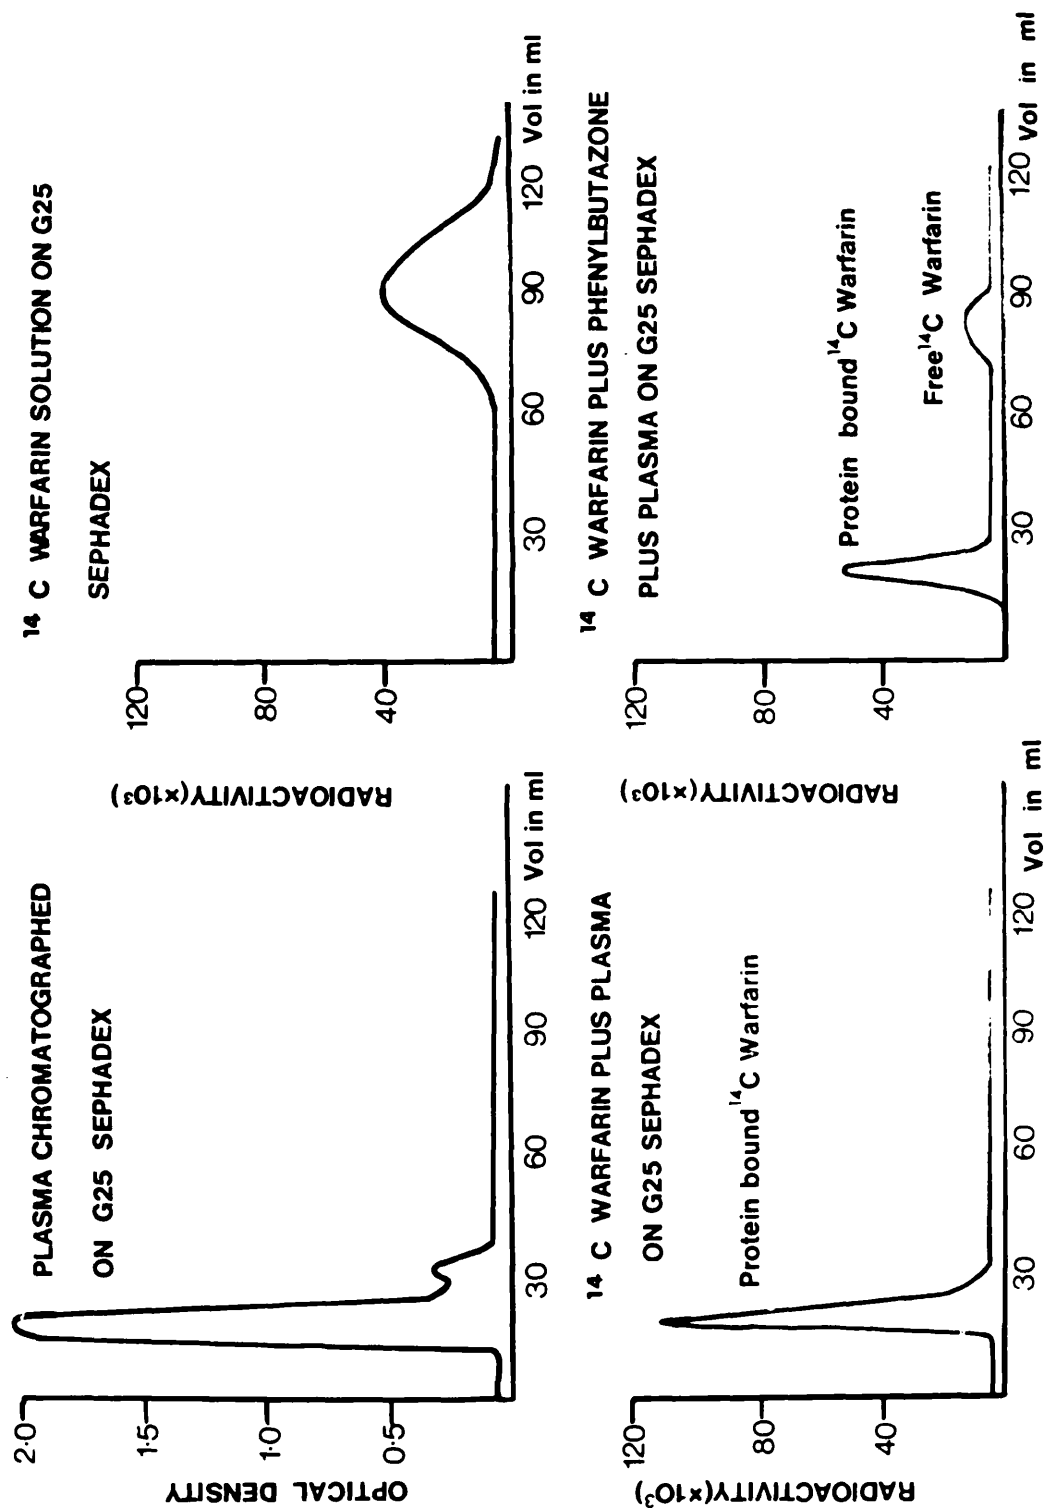 PLASMA CHROMATOGRAPHED
ON G25 SEPHADEX
OPTICAL DENSITY
2·0
1·5
1·0
0·5
30 60 90 120 Vol in ml
14 C WARFARIN SOLUTION ON G25
SEPHADEX
RADIOACTIVITY(×10³)
120
80
40
30 60 90 120 Vol in ml
14 C WARFARIN PLUS PLASMA
ON G25 SEPHADEX
Protein bound 14C Warfarin
RADIOACTIVITY(×10³)
120
80
40
30 60 90 120 Vol in ml
14 C WARFARIN PLUS PHENYLBUTAZONE
PLUS PLASMA ON G25 SEPHADEX
Protein bound 14C Warfarin
Free 14C Warfarin
RADIOACTIVITY(×10³)
120
80
40
30 60 90 120 Vol in ml